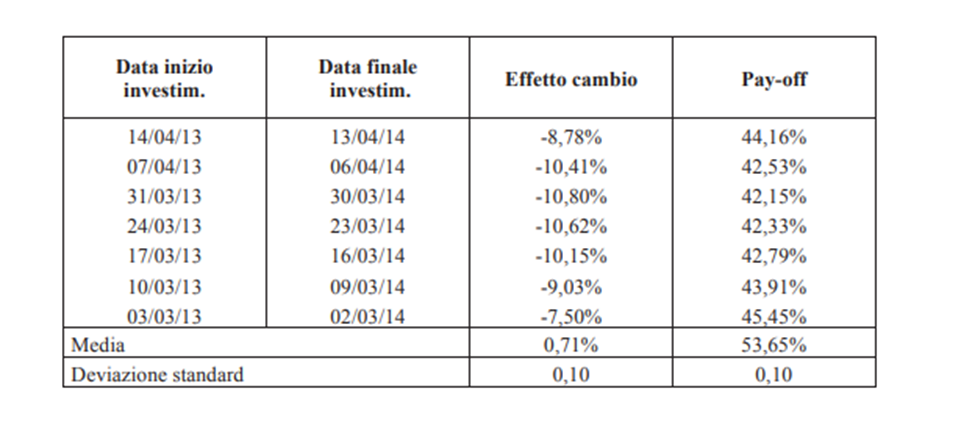 Data inizio investim. Data finale investim. Effetto cambio Pay-off
14/04/13 13/04/14 -8,78% 44,16%
07/04/13 06/04/14 -10,41% 42,53%
31/03/13 30/03/14 -10,80% 42,15%
24/03/13 23/03/14 -10,62% 42,33%
17/03/13 16/03/14 -10,15% 42,79%
10/03/13 09/03/14 -9,03% 43,91%
03/03/13 02/03/14 -7,50% 45,45%
Media 0,71% 53,65%
Deviazione standard 0,10 0,10